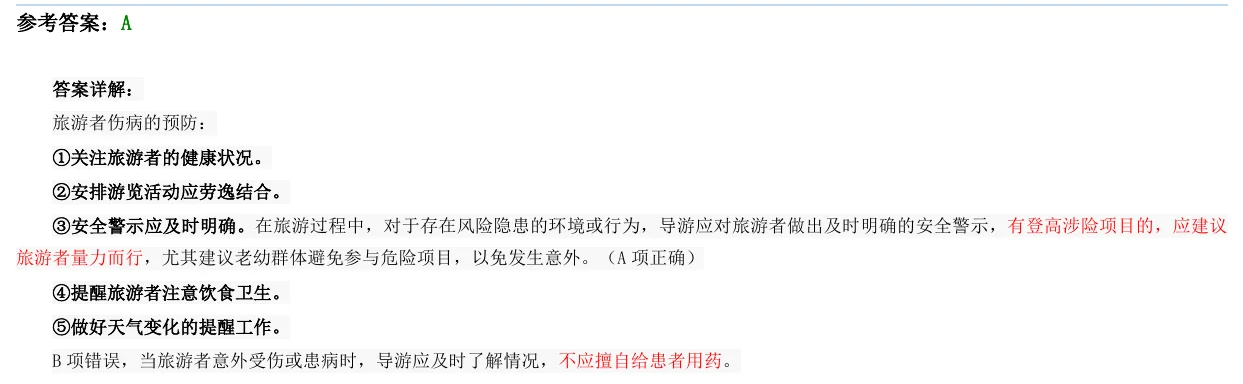 参考答案：A
答案详解：
旅游者伤病的预防：
①关注旅游者的健康状况。
②安排游览活动应劳逸结合。
③安全警示应及时明确。在旅游过程中，对于存在风险隐患的环境或行为，导游应对旅游者做出及时明确的安全警示，有登高涉险项目的，应建议
旅游者量力而行，尤其建议老幼群体避免参与危险项目，以免发生意外。（A 项正确）
④提醒旅游者注意饮食卫生。
⑤做好天气变化的提醒工作。
B 项错误，当旅游者意外受伤或患病时，导游应及时了解情况，不应擅自给患者用药。